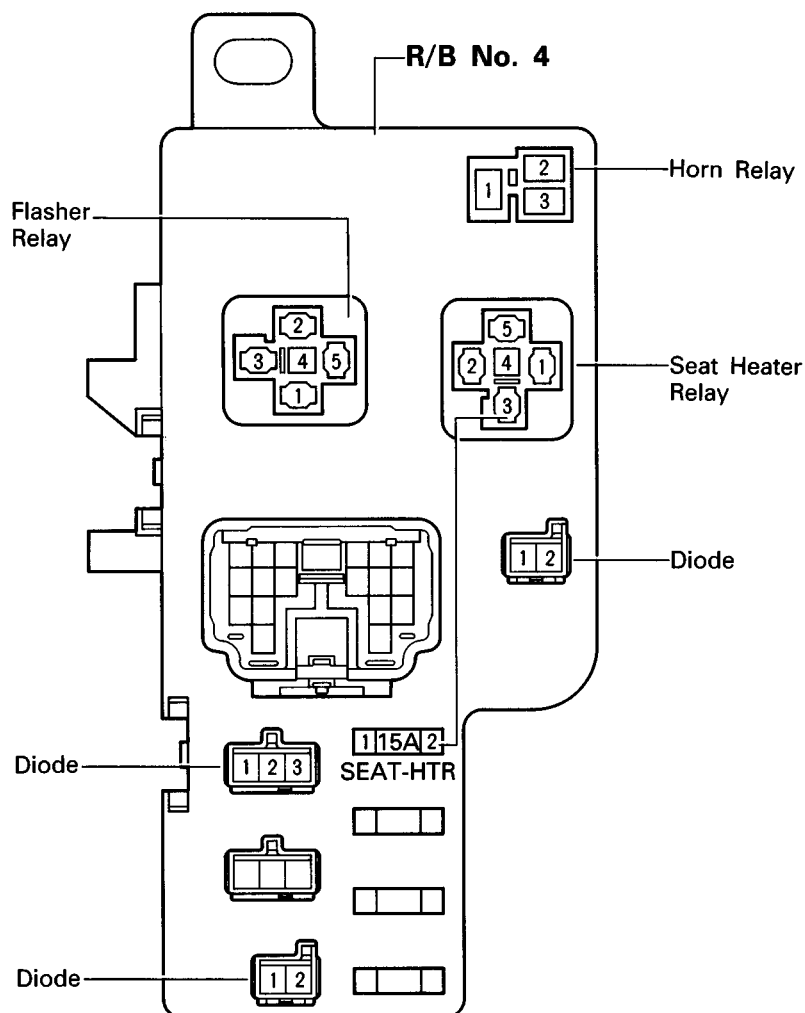 R/B No. 4
2
1
3
Horn Relay
Flasher
Relay
2
3
4
5
1
5
2
4
1
3
Seat Heater
Relay
1 2
Diode
1 15A 2
SEAT-HTR
Diode
1 2 3
Diode
1 2